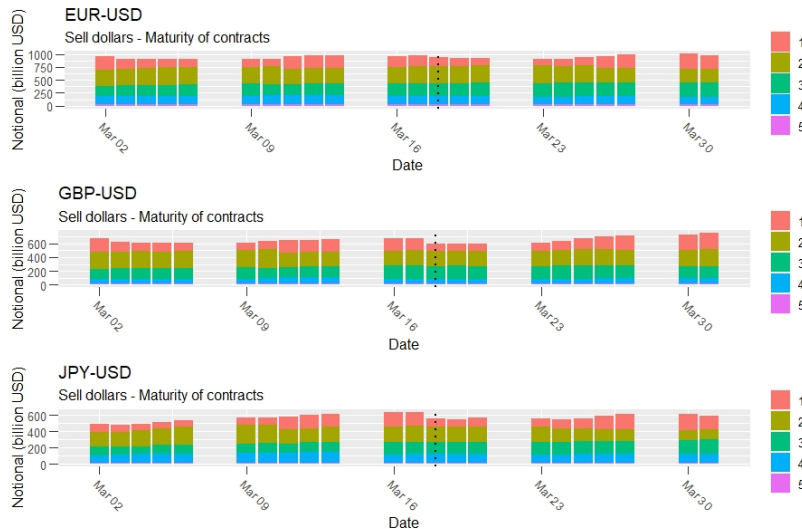 EUR-USD
Sell dollars - Maturity of contracts
Notional (billion USD)
1000
750
500
250
0
Mar 02
Mar 09
Mar 16
Mar 23
Mar 30
Date
1
2
3
4
5
GBP-USD
Sell dollars - Maturity of contracts
Notional (billion USD)
600
400
200
0
Mar 02
Mar 09
Mar 16
Mar 23
Mar 30
Date
1
2
3
4
5
JPY-USD
Sell dollars - Maturity of contracts
Notional (billion USD)
600
400
200
0
Mar 02
Mar 09
Mar 16
Mar 23
Mar 30
Date
1
2
3
4
5